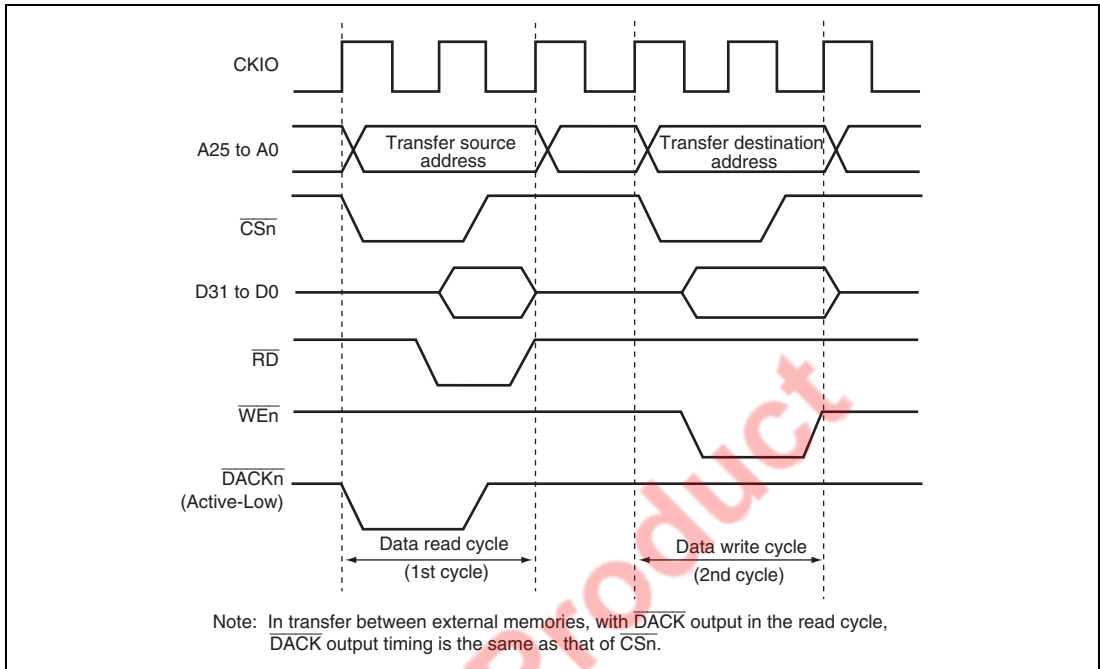 CKIO
A25 to A0
Transfer source
address
Transfer destination
address
CSn
D31 to D0
RD
WEn
DACKn
(Active-Low)
Data read cycle
(1st cycle)
Data write cycle
(2nd cycle)
Note: In transfer between external memories, with DACK output in the read cycle,
DACK output timing is the same as that of CSn.
Product